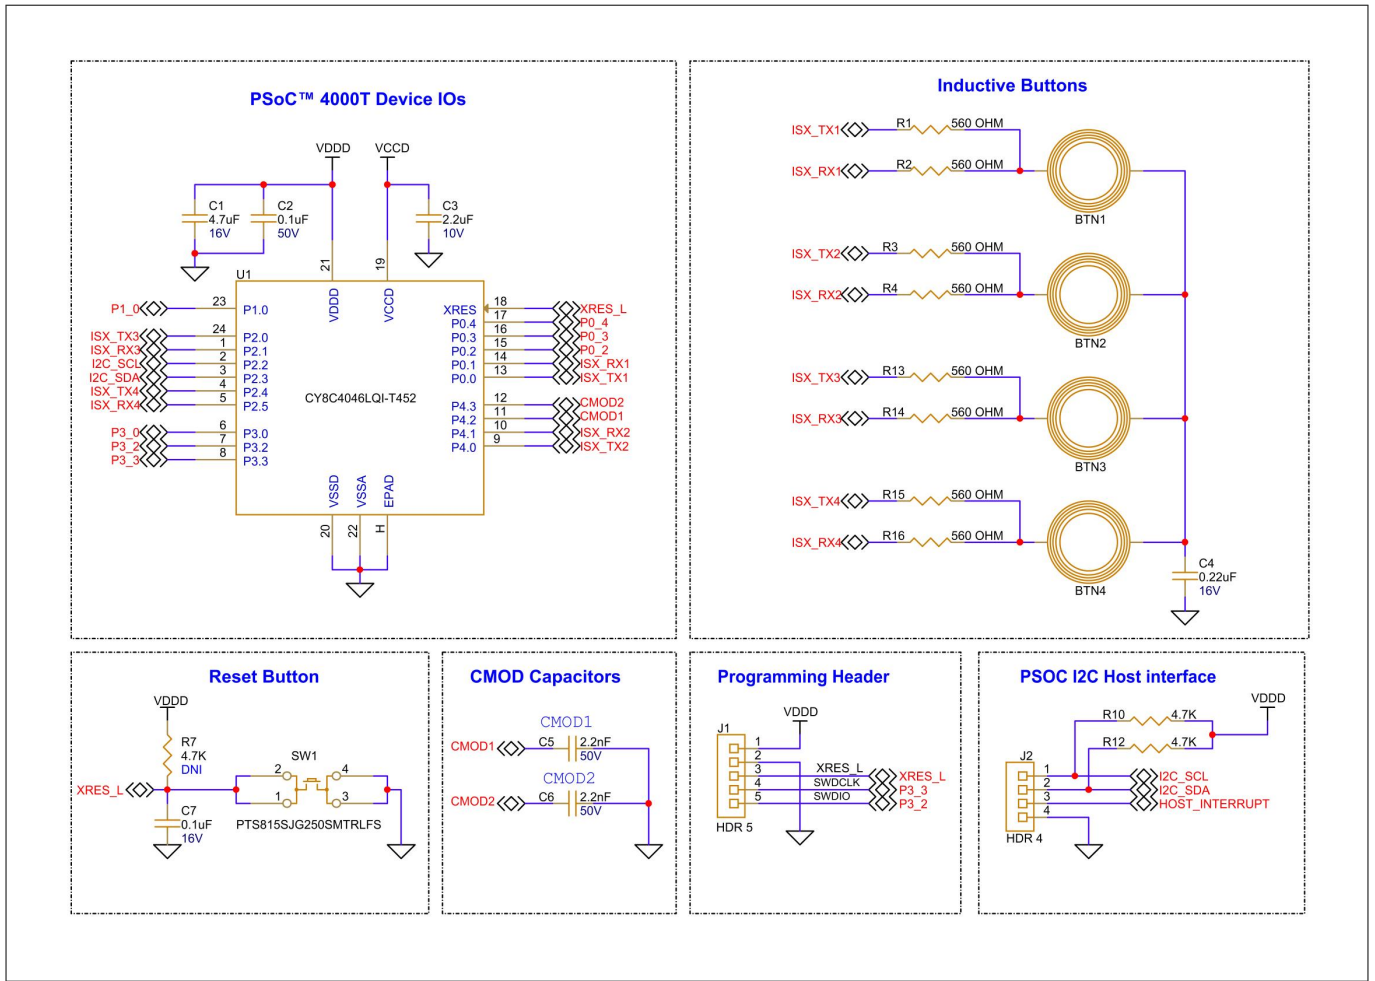 PSoC™ 4000T Device IOs
VDDD
VCCD
C1
4.7uF
16V
C2
0.1uF
50V
C3
2.2uF
10V
U1
21
19
VDDD
VCCD
P1_0
23
P1.0
ISX_TX3
24
P2.0
ISX_RX3
1
P2.1
I2C_SCL
2
P2.2
I2C_SDA
3
P2.3
ISX_TX4
4
P2.4
ISX_RX4
5
P2.5
P3_0
6
P3.0
P3_2
7
P3.2
P3_3
8
P3.3
CY8C4046LQI-T452
XRES
18
XRES_L
P0.4
17
P0_4
P0.3
16
P0_3
P0.2
15
P0_2
P0.1
14
ISX_RX1
P0.0
13
ISX_TX1
P4.3
12
CMOD2
P4.2
11
CMOD1
P4.1
10
ISX_RX2
P4.0
9
ISX_TX2
VSSD
VSSA
EPAD
20
22
H
Inductive Buttons
ISX_TX1
R1
560 OHM
ISX_RX1
R2
560 OHM
BTN1
ISX_TX2
R3
560 OHM
ISX_RX2
R4
560 OHM
BTN2
ISX_TX3
R13
560 OHM
ISX_RX3
R14
560 OHM
BTN3
ISX_TX4
R15
560 OHM
ISX_RX4
R16
560 OHM
BTN4
C4
0.22uF
16V
Reset Button
VDDD
R7
4.7K
DNI
XRES_L
C7
0.1uF
16V
SW1
2
4
1
3
PTS815SJG250SMTRLFS
CMOD Capacitors
CMOD1
CMOD1
C5
2.2nF
50V
CMOD2
CMOD2
C6
2.2nF
50V
Programming Header
J1
VDDD
1
2
3
XRES_L
XRES_L
4
SWDCLK
P3_3
5
SWDIO
P3_2
HDR 5
PSOC I2C Host interface
VDDD
R10
4.7K
R12
4.7K
J2
1
I2C_SCL
2
I2C_SDA
3
HOST_INTERRUPT
4
HDR 4